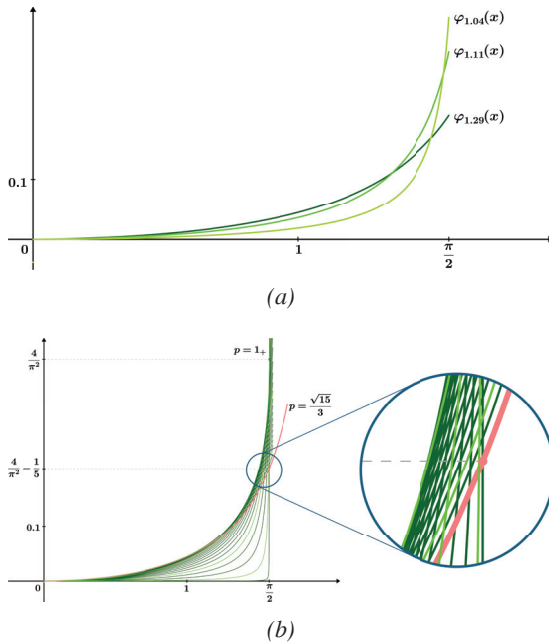 φ₁.₀₄(x)
φ₁.₁₁(x)
φ₁.₂₉(x)
0.1
0
1
π/2
(a)
p = 1₊
4/π²
p = √15/3
4/π² − 1/5
0.1
0
1
π/2
(b)